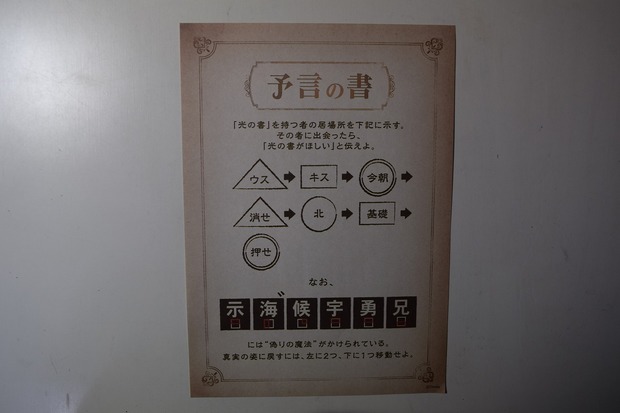 予言の書
「光の書」を持つ者の居場所を下記に示す。
その者に出会ったら、
「光の書がほしい」と伝えよ。
ウス ➡ キス ➡ 今朝 ➡
消せ ➡ 北 ➡ 基礎 ➡
押せ
なお、
示 海゛ 候 宇 勇 兄
には“偽りの魔法”がかけられている。
真実の姿に戻すには、左に2つ、下に1つ移動せよ。